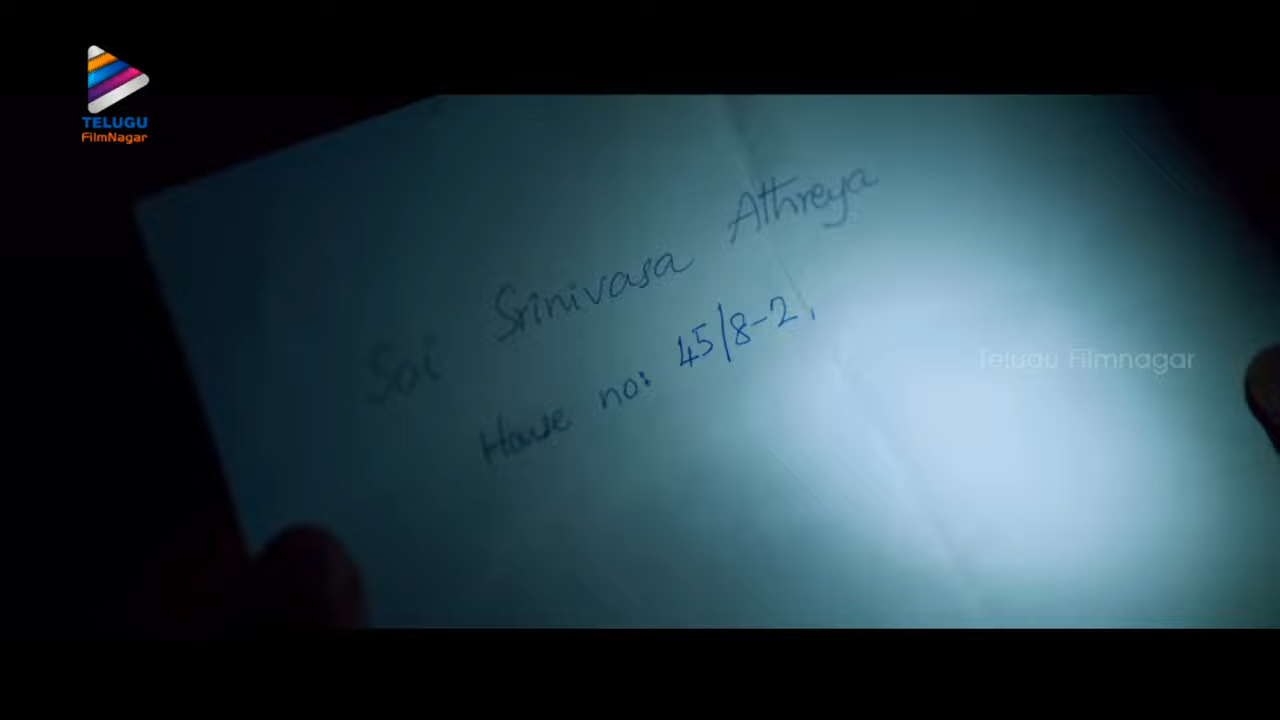 TELUGU
FilmNagar
Sai Srinivasa Athreya
House no: 45/8-2,
Telugu Filmnagar